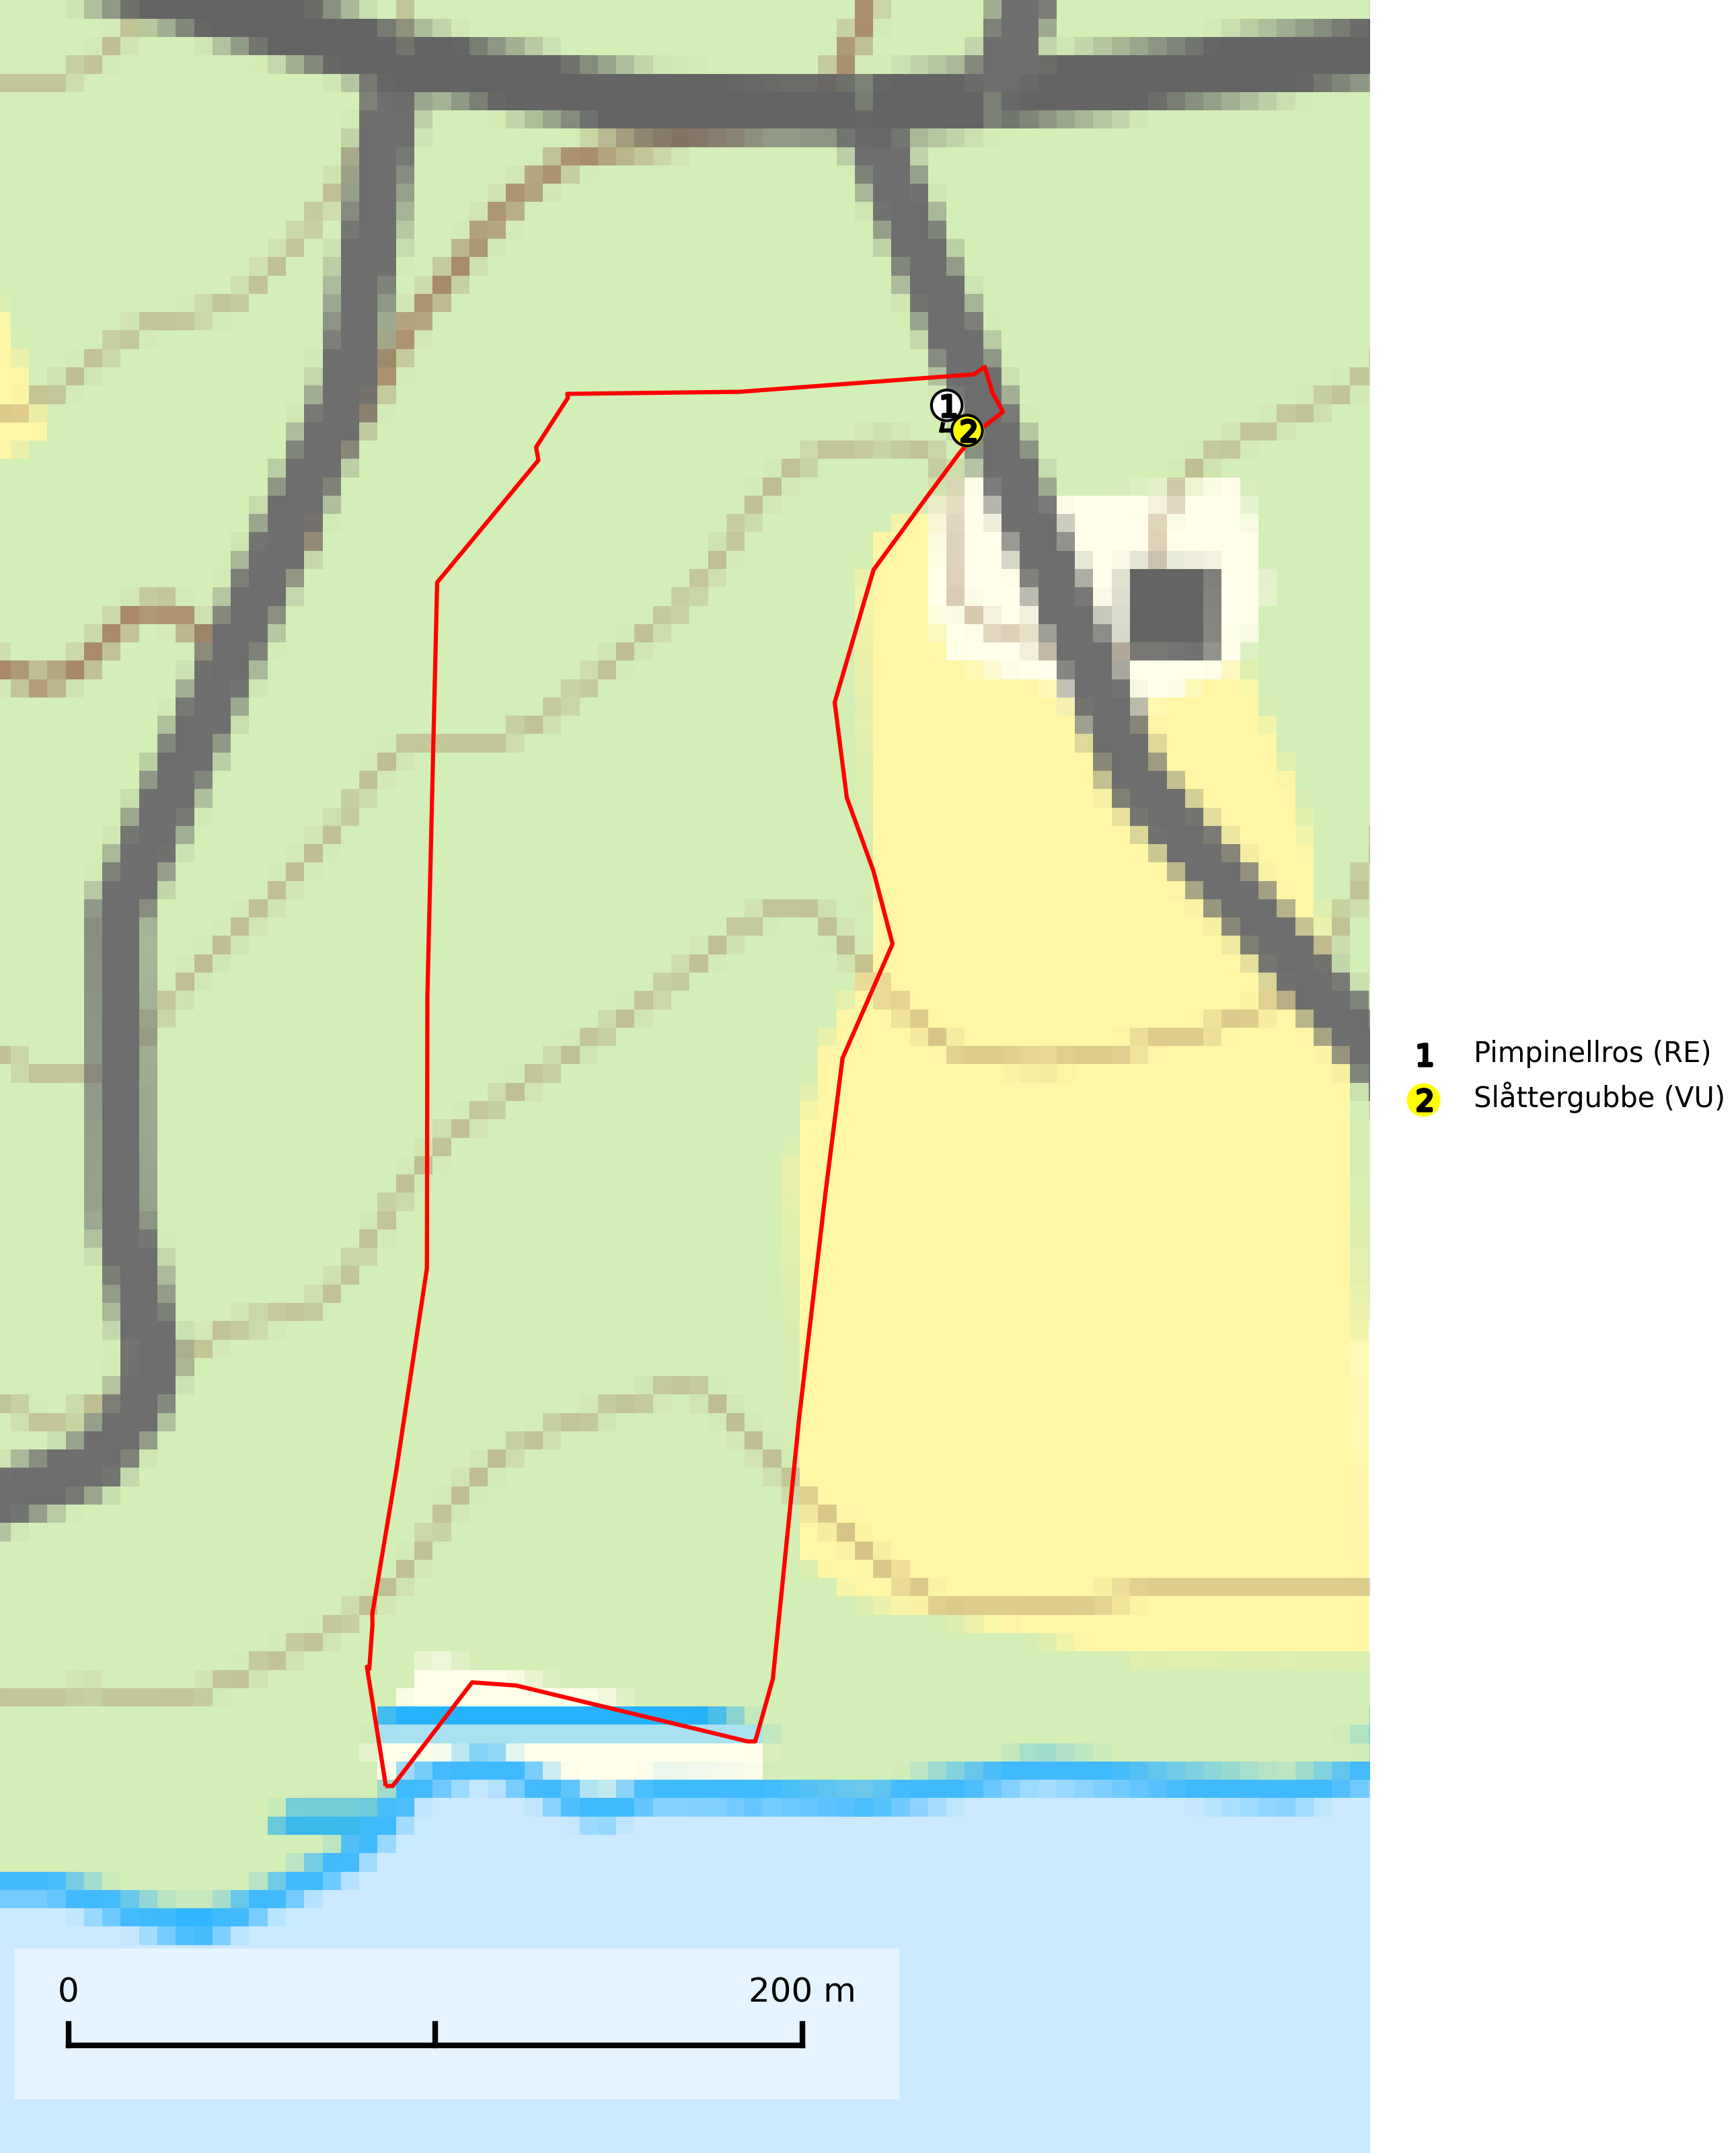 1
2
1 Pimpinellros (RE)
2 Slåttergubbe (VU)
0 200 m